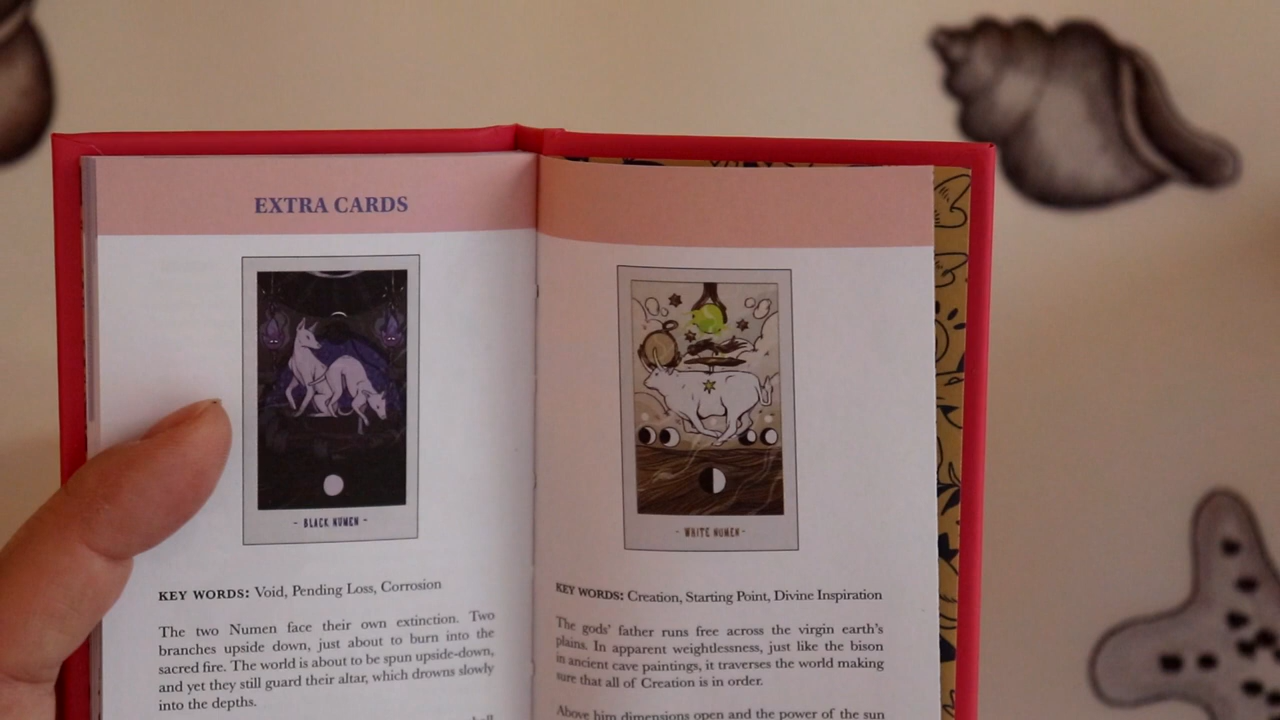 EXTRA CARDS
- BLACK NUMEN -
KEY WORDS: Void, Pending Loss, Corrosion
The two Numen face their own extinction. Two
branches upside down, just about to burn into the
sacred fire. The world is about to be spun upside-down,
and yet they still guard their altar, which drowns slowly
into the depths.
- WHITE NUMEN -
KEY WORDS: Creation, Starting Point, Divine Inspiration
The gods' father runs free across the virgin earth's
plains. In apparent weightlessness, just like the bison
in ancient cave paintings, it traverses the world making
sure that all of Creation is in order.
Above him dimensions open and the power of the sun